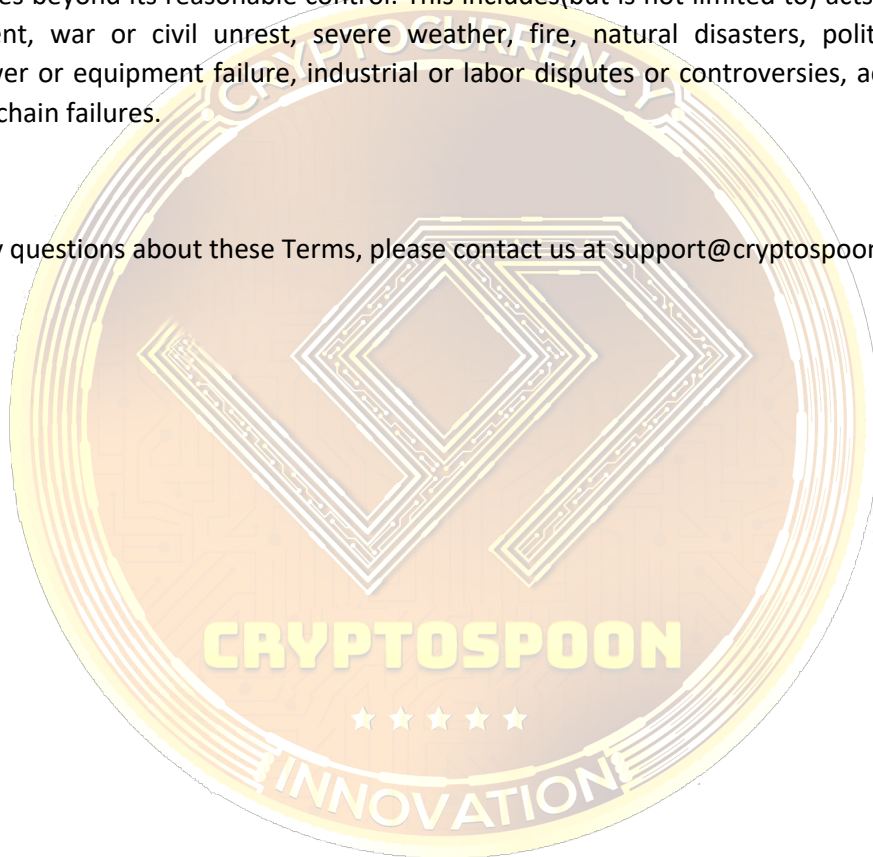 es beyond its reasonable control. This includes(but is not limited to) acts
ent, war or civil unrest, severe weather, fire, natural disasters, polit
er or equipment failure, industrial or labor disputes or controversies, a
chain failures.
y questions about these Terms, please contact us at support@cryptospoon
CRYPTOCURRENCY
CRYPTOSPOON
INNOVATION